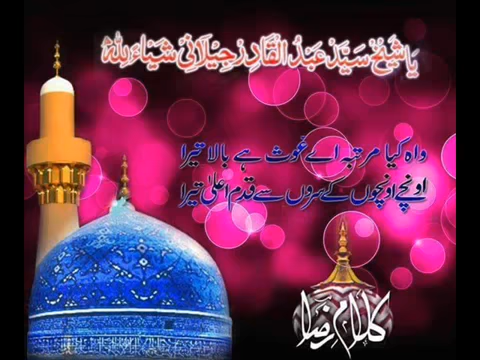 یا شیخ سید عبد القادر جیلانی شیاء للہ
واہ کیا مرتبہ اے غوث ہے بالا تیرا
اونچے اونچوں کے سروں سے قدم اعلیٰ تیرا
کلام رضا